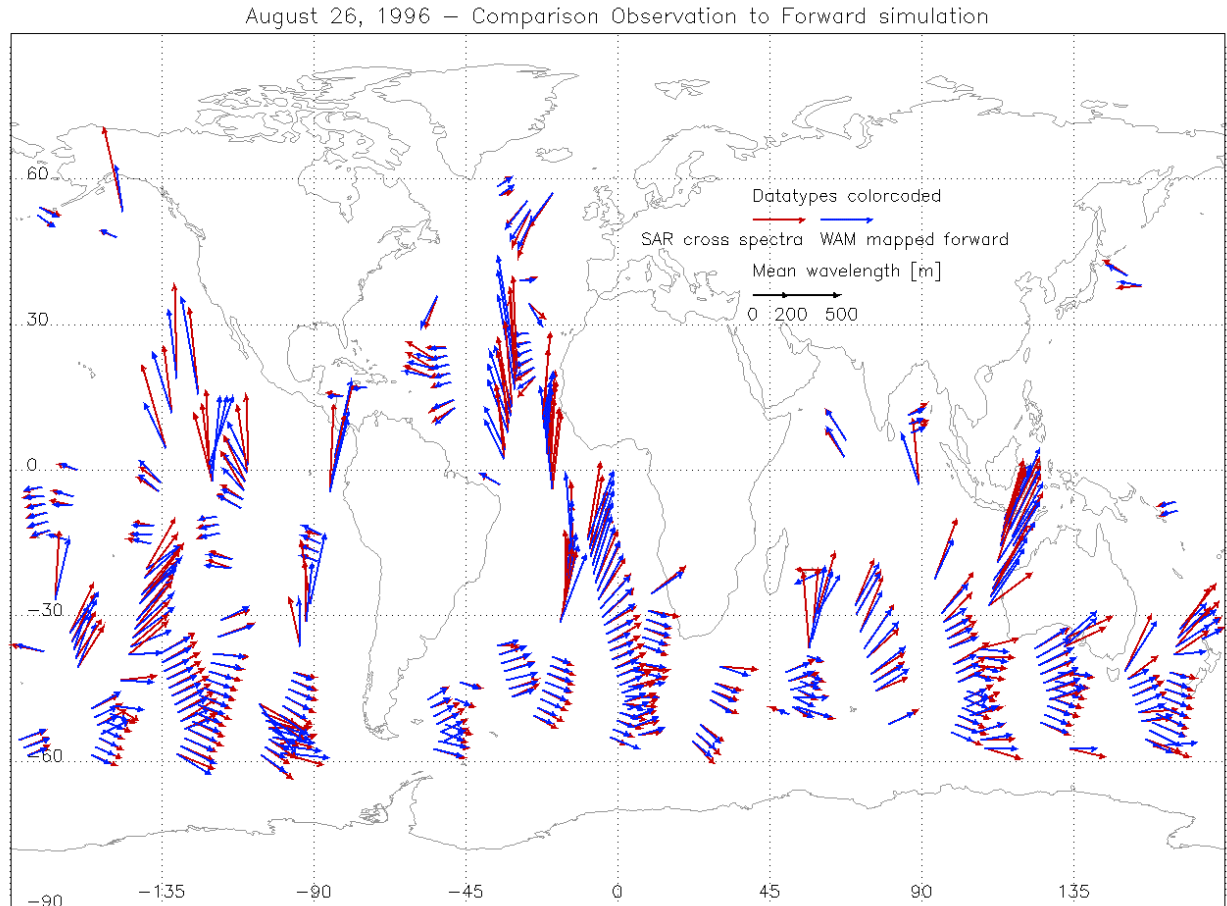 August 26, 1996 – Comparison Observation to Forward simulation
60
Datatypes colorcoded
SAR cross spectra WAM mapped forward
Mean wavelength [m]
0 200 500
30
0
−30
−60
−135 −90 −45 0 45 90 135
−90